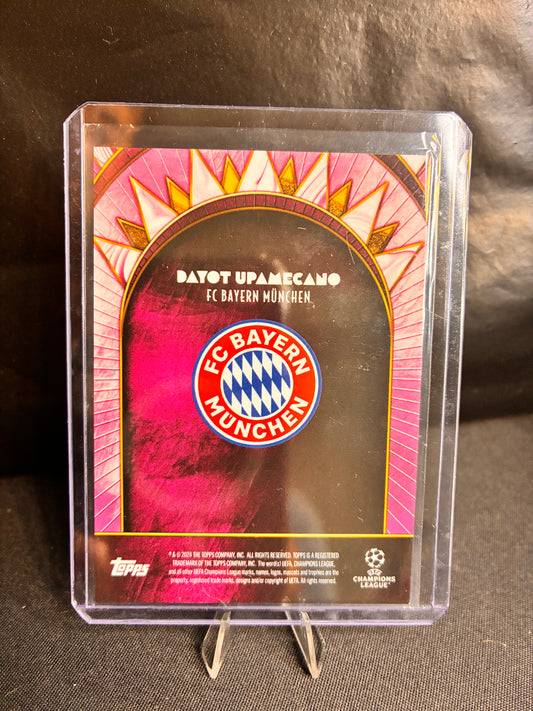 DAYOT UPAMECANO
FC BAYERN MÜNCHEN
FC BAYERN
MÜNCHEN
® & © 2024 THE TOPPS COMPANY, INC. ALL RIGHTS RESERVED. TOPPS IS A REGISTERED
TRADEMARK OF THE TOPPS COMPANY, INC. The word(s) UEFA, CHAMPIONS LEAGUE,
and all other UEFA Champions League marks, names, logos, mascots and trophies are the
property, registered trade marks, designs and/or copyright of UEFA. All rights reserved.
Topps
UEFA
CHAMPIONS
LEAGUE